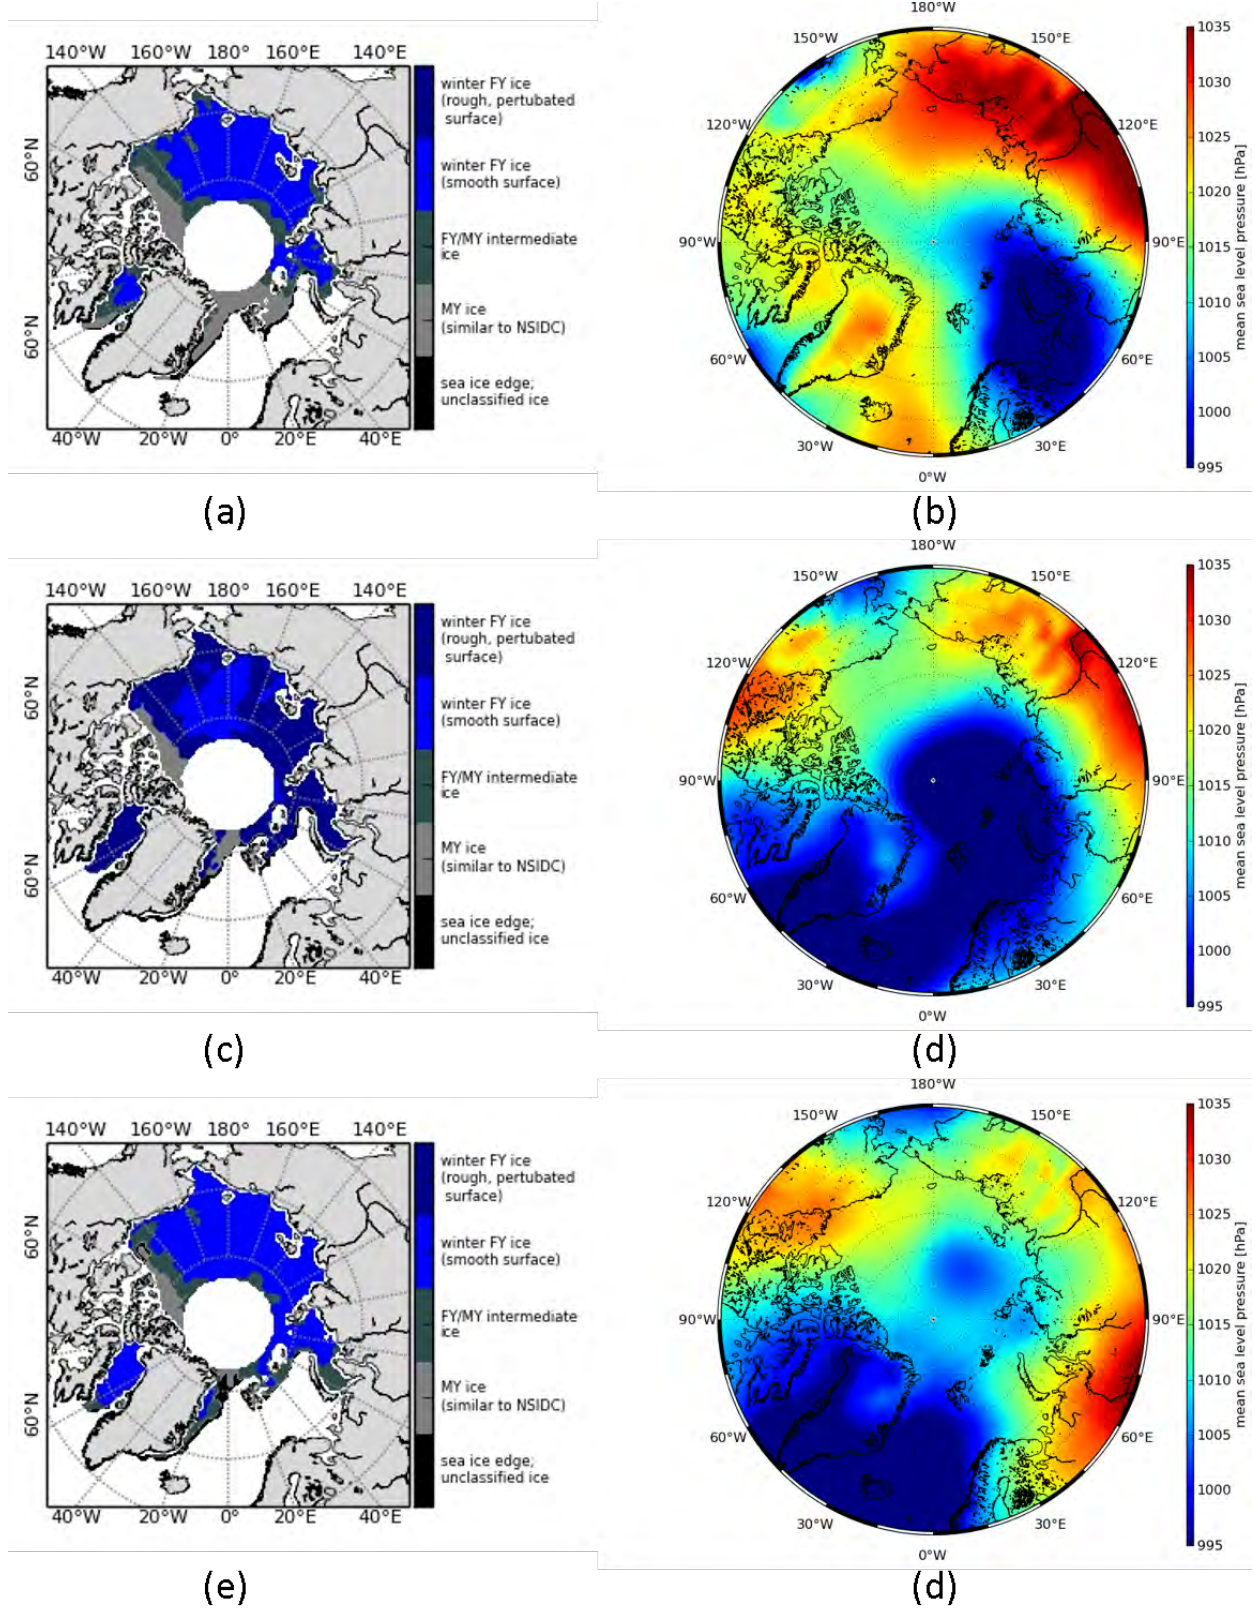 140°W 160°W 180° 160°E 140°E
60°N
60°N
40°W 20°W 0° 20°E 40°E
winter FY ice
(rough, pertubated
surface)
winter FY ice
(smooth surface)
FY/MY intermediate
ice
MY ice
(similar to NSIDC)
sea ice edge;
unclassified ice
(a)
180°W
150°W 150°E
120°W 120°E
90°W 90°E
60°W 60°E
30°W 30°E
0°W
1035
1030
1025
1020
1015
1010
1005
1000
995
mean sea level pressure [hPa]
(b)
140°W 160°W 180° 160°E 140°E
60°N
60°N
40°W 20°W 0° 20°E 40°E
winter FY ice
(rough, pertubated
surface)
winter FY ice
(smooth surface)
FY/MY intermediate
ice
MY ice
(similar to NSIDC)
sea ice edge;
unclassified ice
(c)
180°W
150°W 150°E
120°W 120°E
90°W 90°E
60°W 60°E
30°W 30°E
0°W
1035
1030
1025
1020
1015
1010
1005
1000
995
mean sea level pressure [hPa]
(d)
140°W 160°W 180° 160°E 140°E
60°N
60°N
40°W 20°W 0° 20°E 40°E
winter FY ice
(rough, pertubated
surface)
winter FY ice
(smooth surface)
FY/MY intermediate
ice
MY ice
(similar to NSIDC)
sea ice edge;
unclassified ice
(e)
180°W
150°W 150°E
120°W 120°E
90°W 90°E
60°W 60°E
30°W 30°E
0°W
1035
1030
1025
1020
1015
1010
1005
1000
995
mean sea level pressure [hPa]
(d)